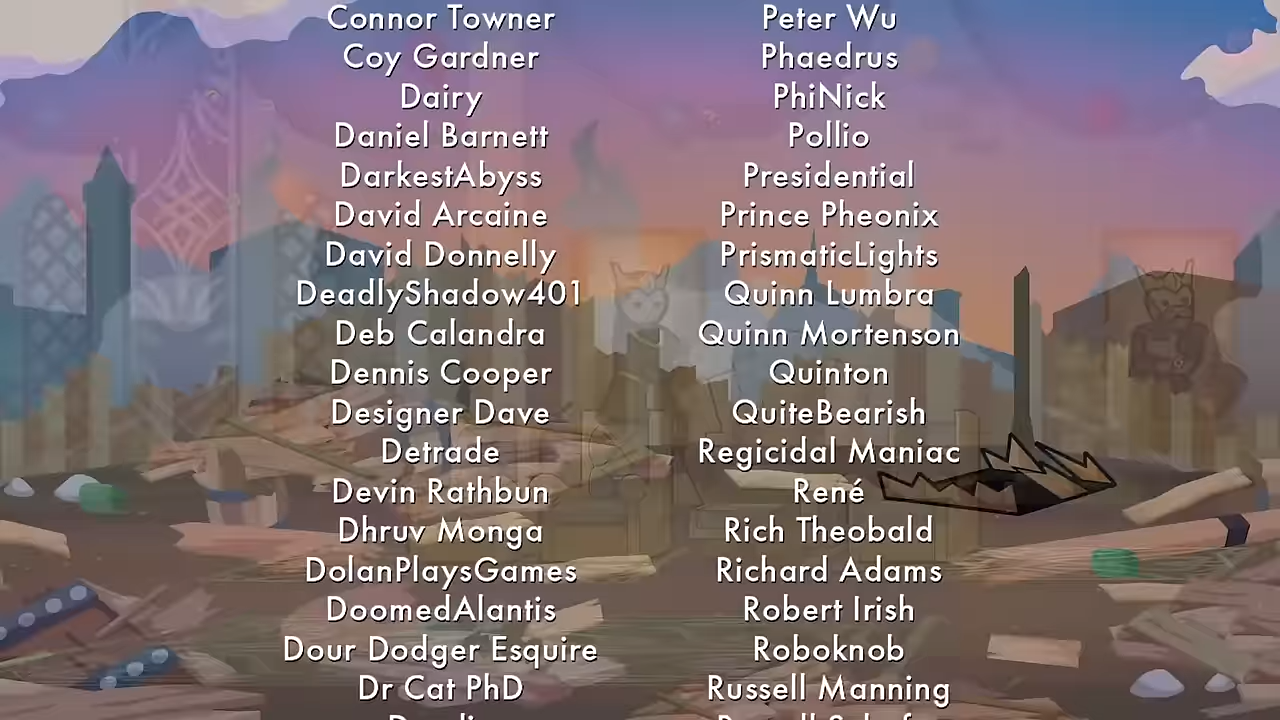 Connor Towner
Coy Gardner
Dairy
Daniel Barnett
DarkestAbyss
David Arcaine
David Donnelly
DeadlyShadow401
Deb Calandra
Dennis Cooper
Designer Dave
Detrade
Devin Rathbun
Dhruv Monga
DolanPlaysGames
DoomedAlantis
Dour Dodger Esquire
Dr Cat PhD
Peter Wu
Phaedrus
PhiNick
Pollio
Presidential
Prince Pheonix
PrismaticLights
Quinn Lumbra
Quinn Mortenson
Quinton
QuiteBearish
Regicidal Maniac
René
Rich Theobald
Richard Adams
Robert Irish
Roboknob
Russell Manning